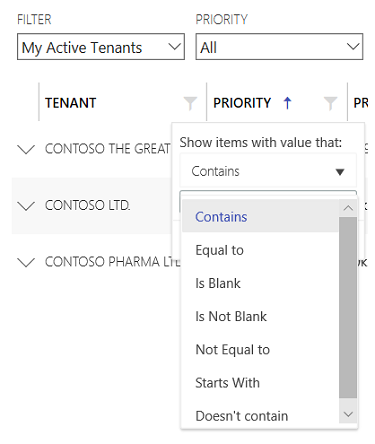 FILTER PRIORITY
My Active Tenants All
TENANT PRIORITY PR
Show items with value that:
CONTOSO THE GREAT
Contains
CONTOSO LTD.
Contains
Equal to
CONTOSO PHARMA LT
Is Blank
Is Not Blank
Not Equal to
Starts With
Doesn't contain